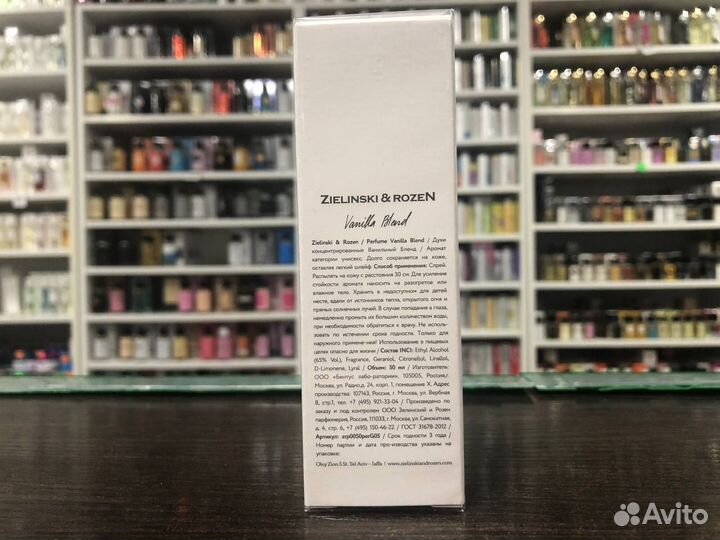 ZIELINSKI & ROZEN
Vanilla Blend
Zielinski & Rozen / Perfume Vanilla Blend / Духи
концентрированные Ванильный Бленд / Аромат
категории унисекс. Долго сохраняется на коже,
оставляя легкий шлейф Способ применения: Спрей.
Распылять на кожу с расстояния 30 см. Для усиления
стойкости аромата наносить на разогретое или
влажное тело. Хранить в недоступном для детей
месте, вдали от источников тепла, открытого огня и
прямых солнечных лучей. В случае попадания в глаза,
немедленно промыть их большим количеством воды,
при необходимости обратиться к врачу. Не исполь-
зовать по истечении срока годности. Только для
наружного применения! Использование в пищевых
целях опасно для жизни / Состав INCI: Ethyl Alcohol,
(65% Vol.), Fragrance, Geraniol, Citronellol, Linallol,
D-Limonene, Lyral / Объем: 50 мл / Изготовитель:
ООО «Бентус лабо-ратории», 105005, Россия,г.
Москва, ул. Радио,д. 24, корп. 1, помещение X. Адрес
производства: 107143, Россия, г. Москва, ул. Вербная
8, стр.1, тел. +7 (495) 921-33-04 / Произведено по
заказу и под контролем ООО Зелинский и Розен
парфюмерия, Россия, 111033, г. Москва, ул. Самокатная,
д. 4, стр. 6, +7 (495) 150-46-22 / ГОСТ 31678-2012 /
Артикул: zrp0050perG05 / Срок годности 3 года /
Номер партии и дата про-изводства указаны на
упаковке:
Oley Zion 5 St, Tel Aviv - Jaffa | www.zielinskiandrozen.com
Avito